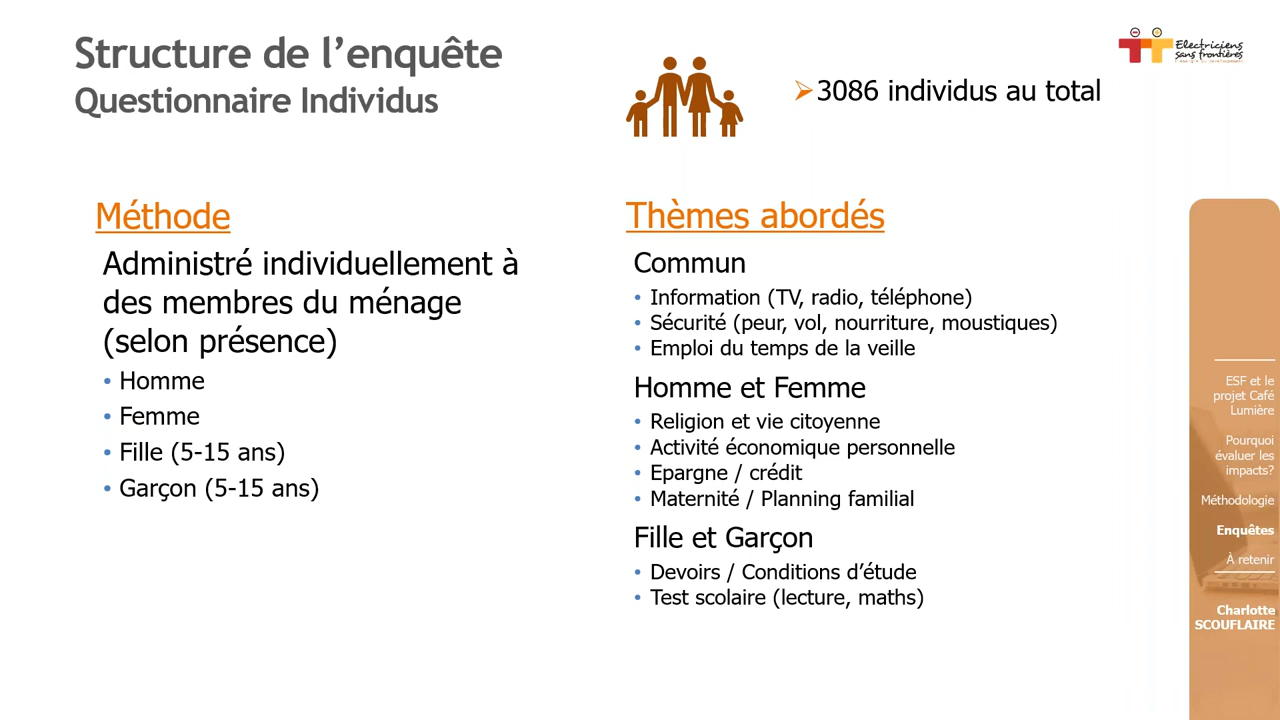 Structure de l’enquête
Questionnaire Individus
Electriciens
sans frontières
➢3086 individus au total
Méthode
Administré individuellement à
des membres du ménage
(selon présence)
• Homme
• Femme
• Fille (5-15 ans)
• Garçon (5-15 ans)
Thèmes abordés
Commun
• Information (TV, radio, téléphone)
• Sécurité (peur, vol, nourriture, moustiques)
• Emploi du temps de la veille
Homme et Femme
• Religion et vie citoyenne
• Activité économique personnelle
• Epargne / crédit
• Maternité / Planning familial
Fille et Garçon
• Devoirs / Conditions d’étude
• Test scolaire (lecture, maths)
ESF et le
projet Café
Lumière
Pourquoi
évaluer les
impacts?
Méthodologie
Enquêtes
À retenir
Charlotte
SCOUFLAIRE